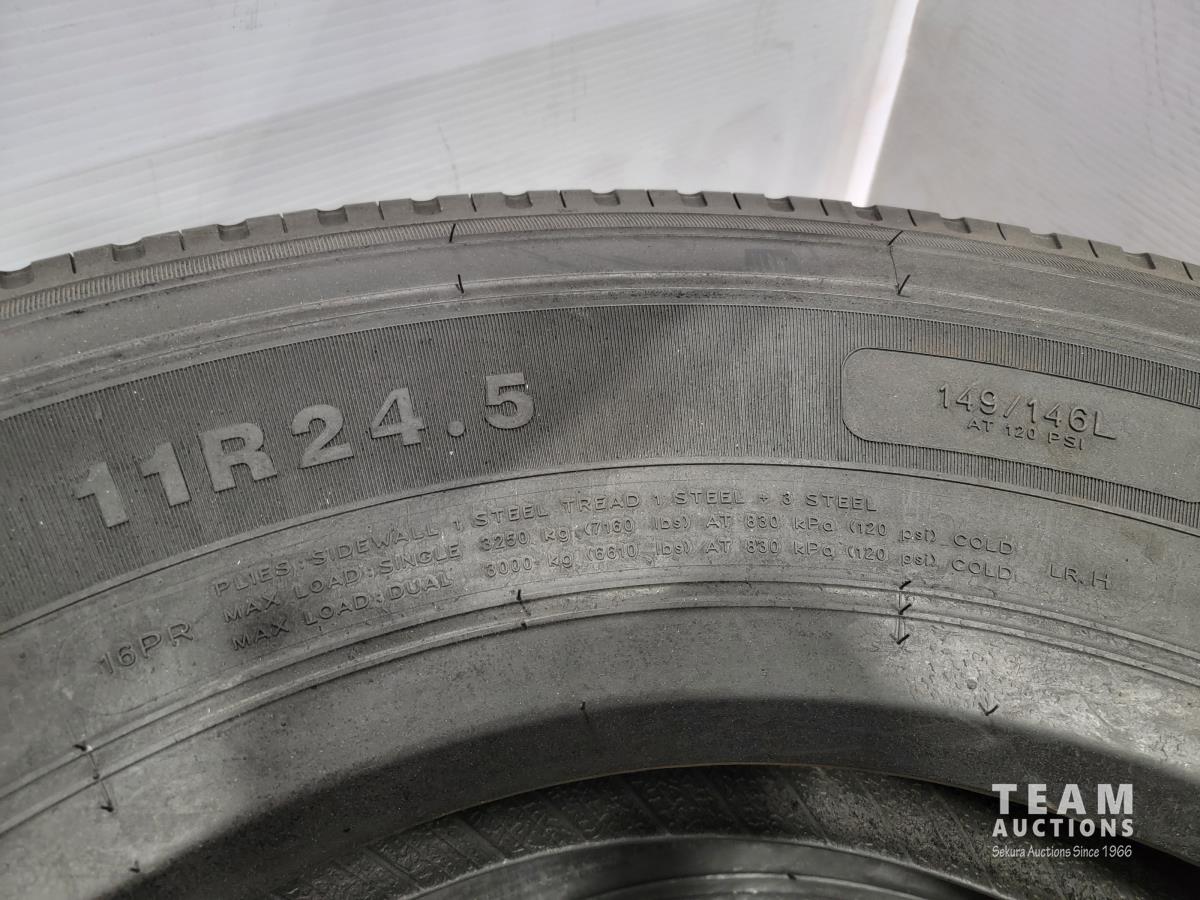 11R24.5
149/146L
AT 120 PSI
PLIES: SIDEWALL 1 STEEL TREAD 1 STEEL + 3 STEEL
MAX LOAD: SINGLE 3250 kg (7160 lbs) AT 830 kPa (120 psi) COLD
MAX LOAD: DUAL 3000 kg (6610 lbs) AT 830 kPa (120 psi) COLD LR. H
16PR
TEAM
AUCTIONS
Sekura Auctions Since 1966